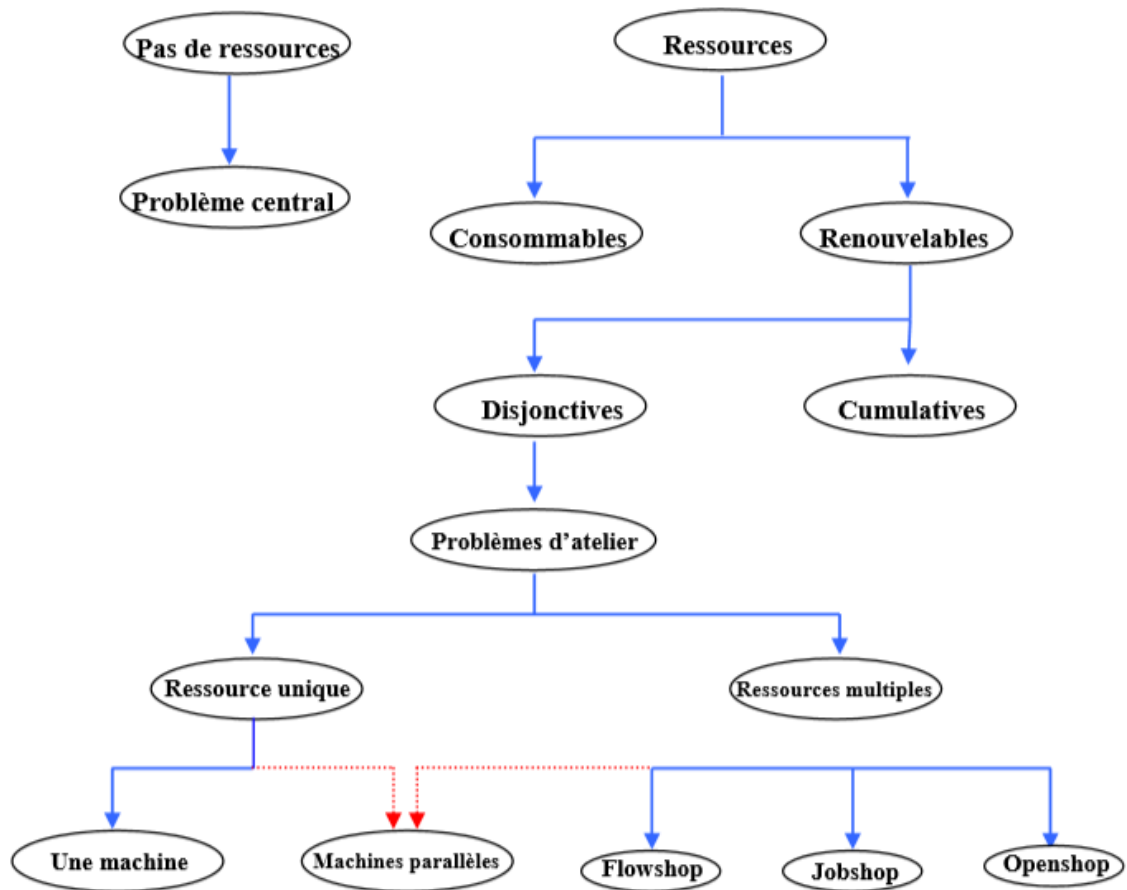 Pas de ressources
Ressources
Problème central
Consommables
Renouvelables
Disjonctives
Cumulatives
Problèmes d’atelier
Ressource unique
Ressources multiples
Une machine
Machines parallèles
Flowshop
Jobshop
Openshop